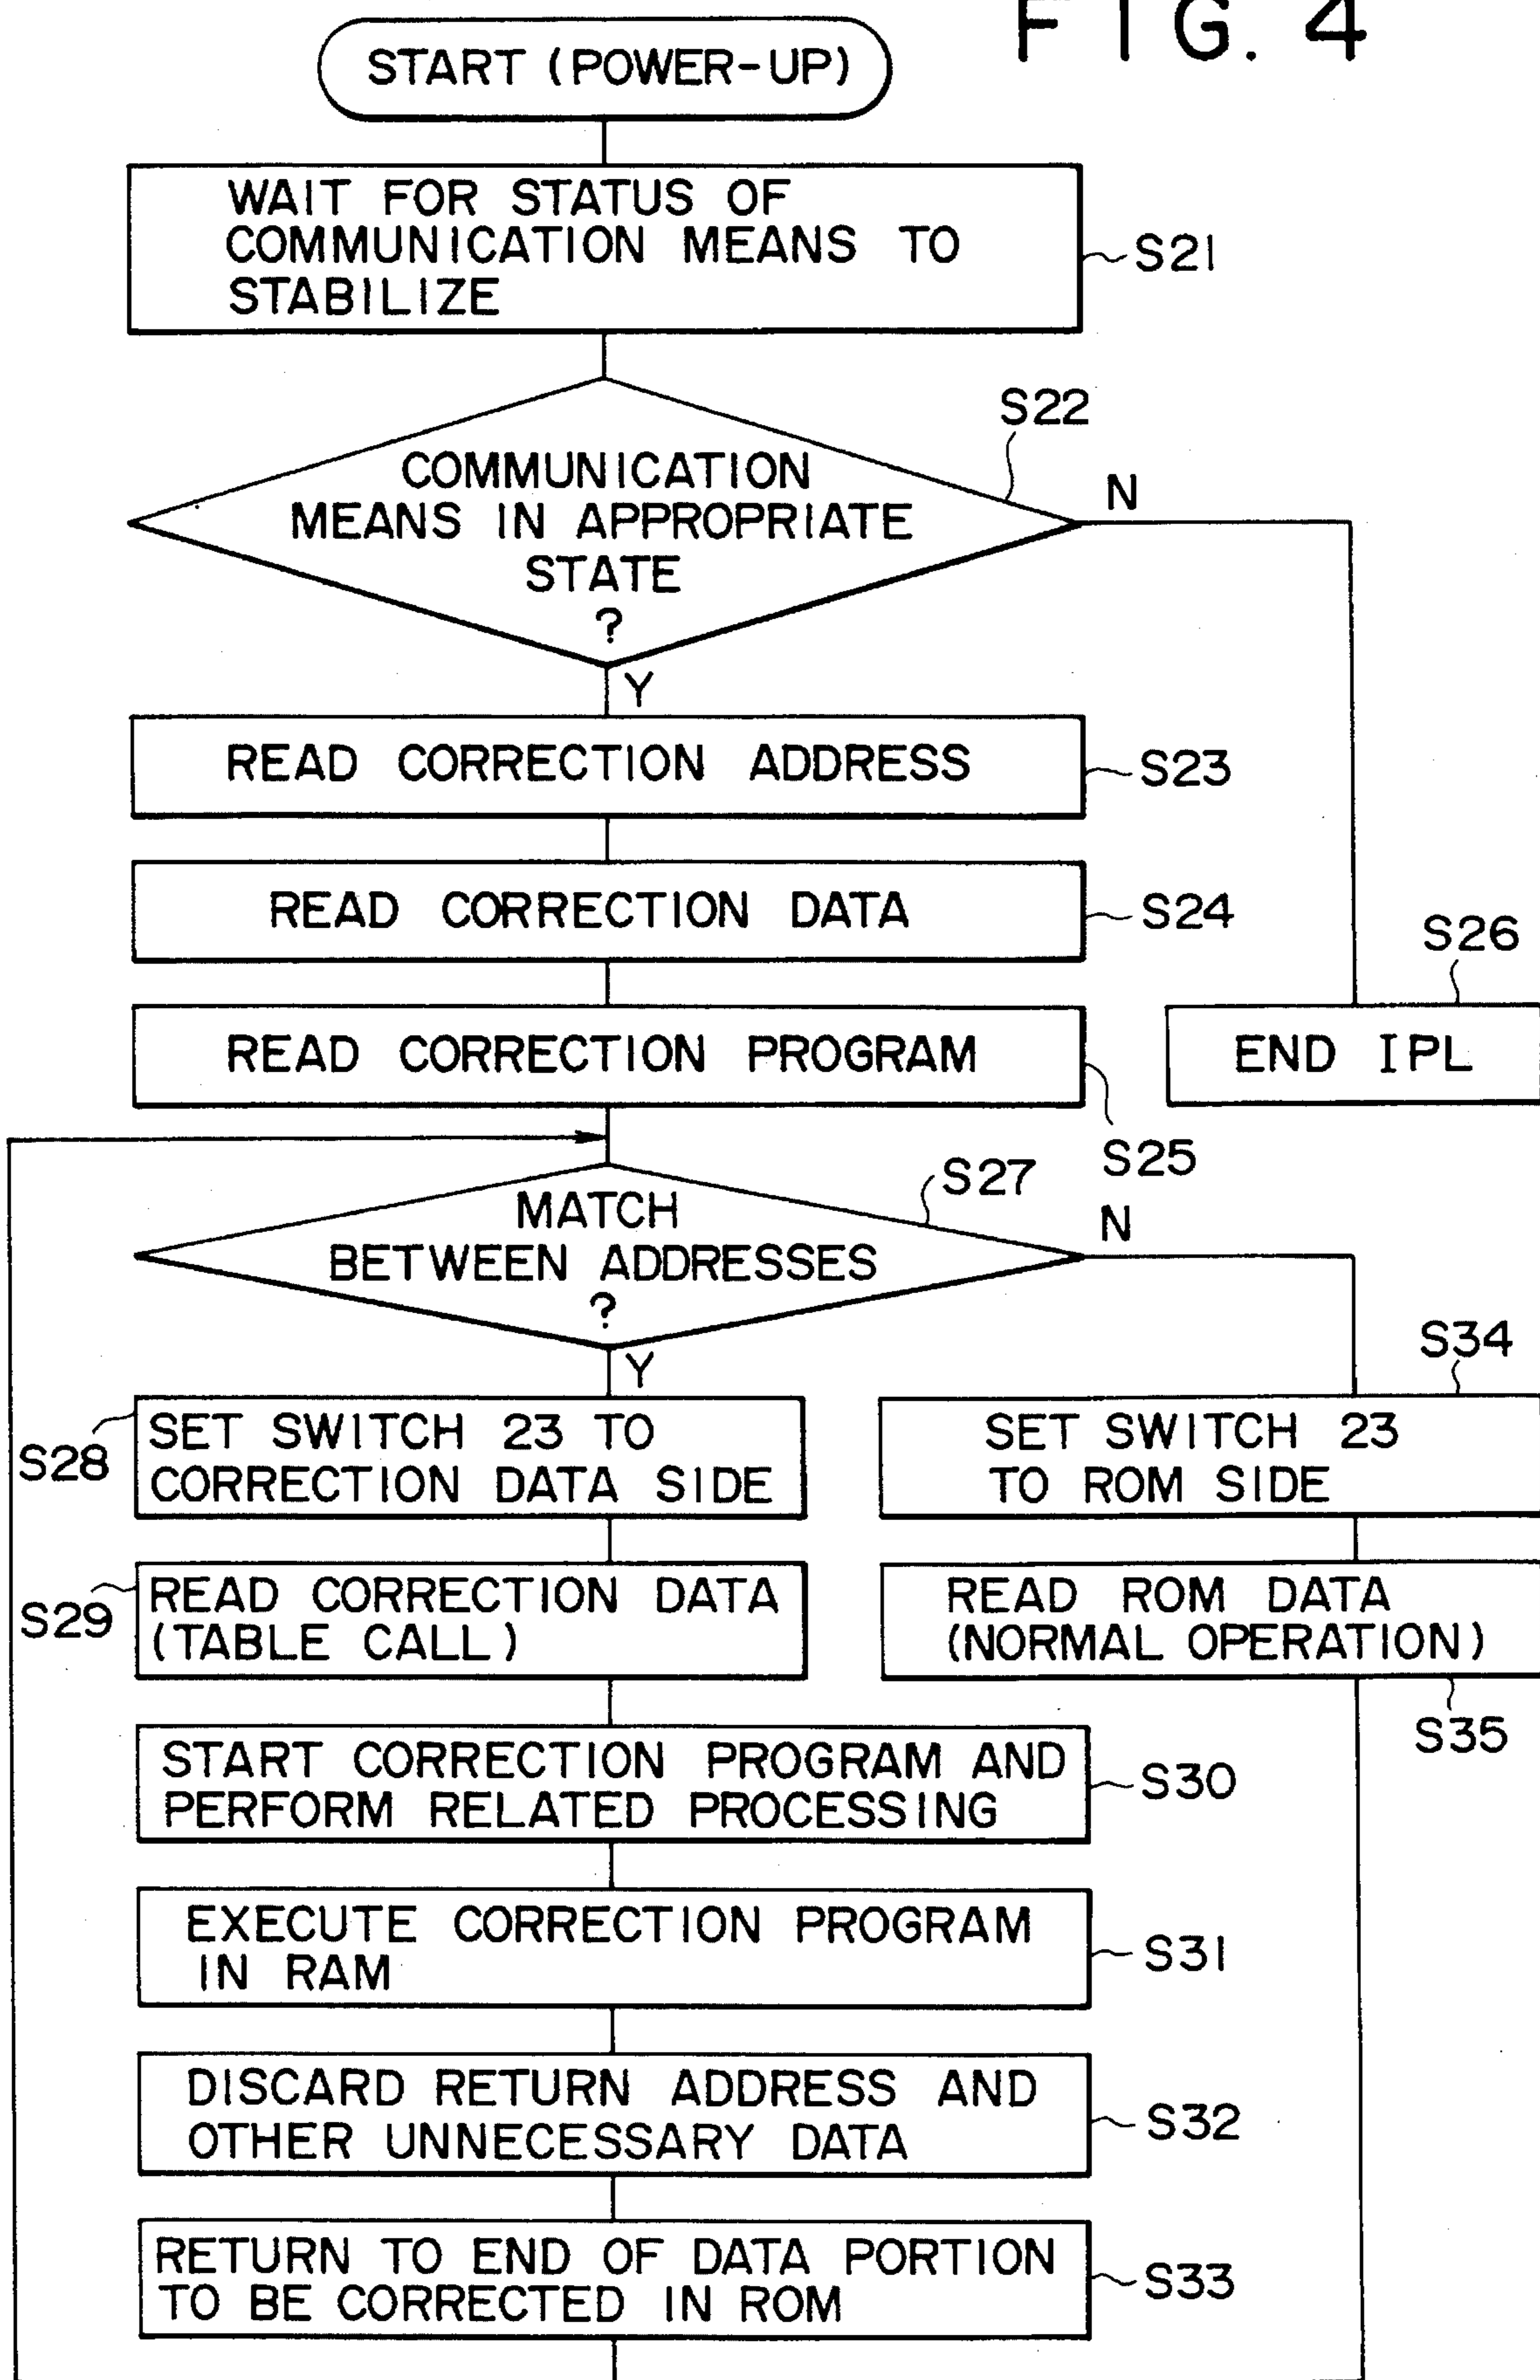 FIG. 4
START (POWER-UP)
WAIT FOR STATUS OF
COMMUNICATION MEANS TO
STABILIZE
S21
S22
COMMUNICATION
MEANS IN APPROPRIATE
STATE
?
N
Y
READ CORRECTION ADDRESS
S23
READ CORRECTION DATA
S24
READ CORRECTION PROGRAM
S25
S26
END IPL
S27
MATCH
BETWEEN ADDRESSES
?
N
Y
S28
SET SWITCH 23 TO
CORRECTION DATA SIDE
S34
SET SWITCH 23
TO ROM SIDE
S29
READ CORRECTION DATA
(TABLE CALL)
READ ROM DATA
(NORMAL OPERATION)
S35
START CORRECTION PROGRAM AND
PERFORM RELATED PROCESSING
S30
EXECUTE CORRECTION PROGRAM
IN RAM
S31
DISCARD RETURN ADDRESS AND
OTHER UNNECESSARY DATA
S32
RETURN TO END OF DATA PORTION
TO BE CORRECTED IN ROM
S33